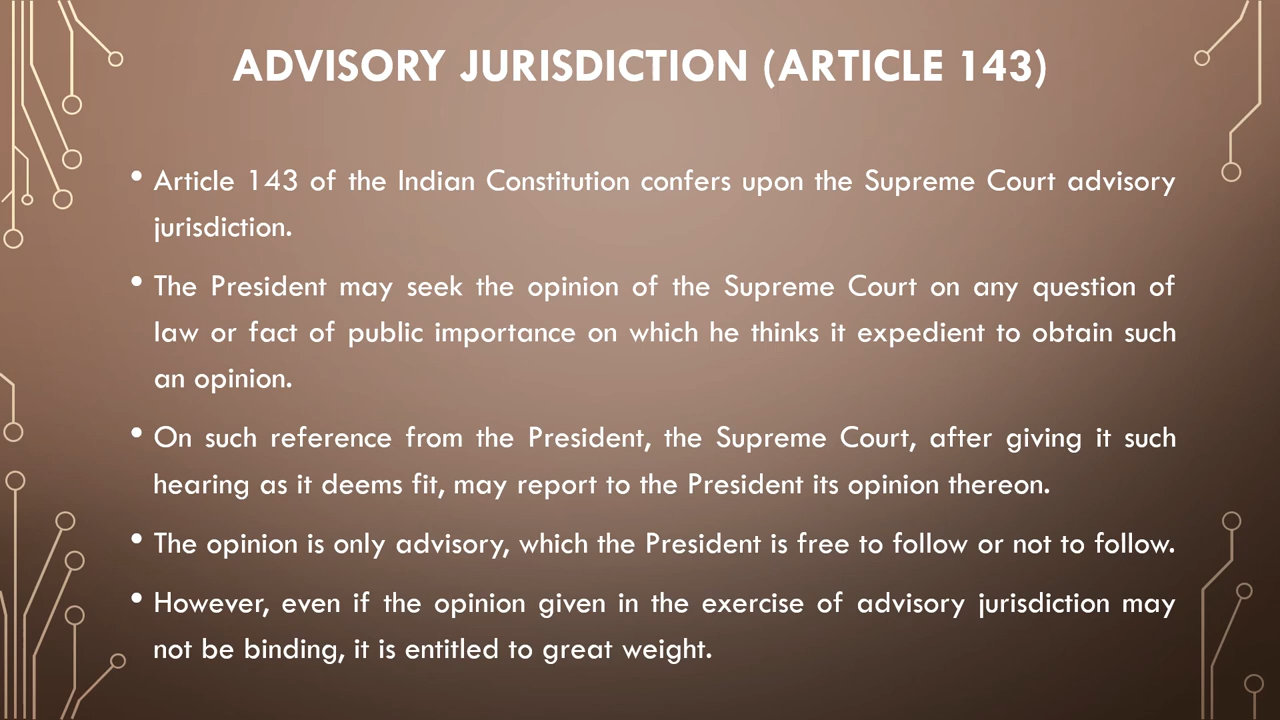 ADVISORY JURISDICTION (ARTICLE 143)
• Article 143 of the Indian Constitution confers upon the Supreme Court advisory
jurisdiction.
• The President may seek the opinion of the Supreme Court on any question of
law or fact of public importance on which he thinks it expedient to obtain such
an opinion.
• On such reference from the President, the Supreme Court, after giving it such
hearing as it deems fit, may report to the President its opinion thereon.
• The opinion is only advisory, which the President is free to follow or not to follow.
• However, even if the opinion given in the exercise of advisory jurisdiction may
not be binding, it is entitled to great weight.